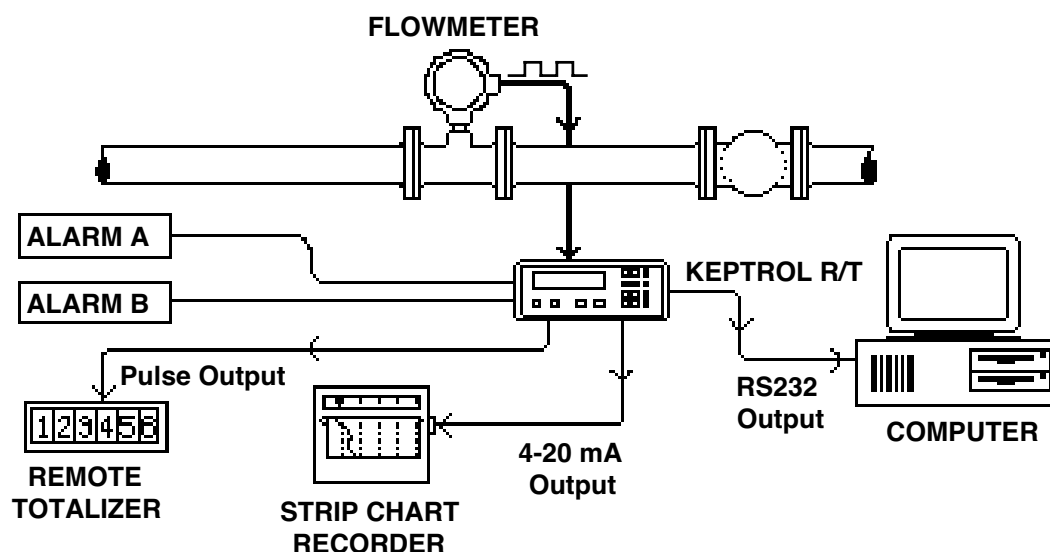 FLOWMETER
ALARM A
ALARM B
KEPTROL R/T
Pulse Output
123456
REMOTE
TOTALIZER
STRIP CHART
RECORDER
4-20 mA
Output
RS232
Output
COMPUTER